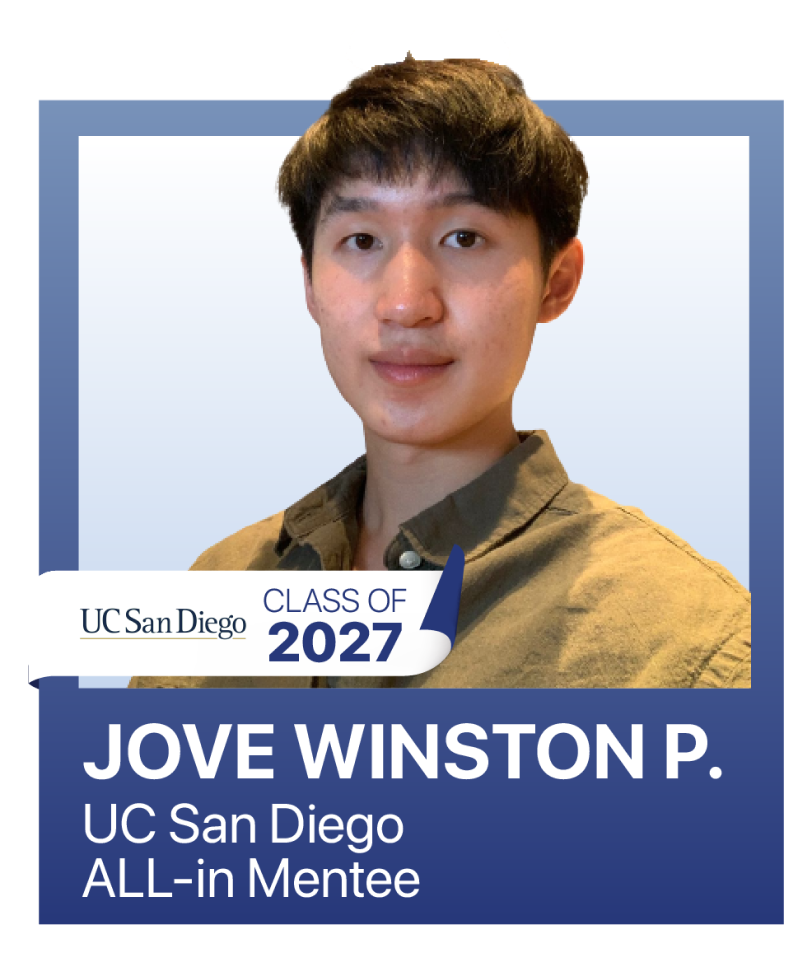 UC San Diego
CLASS OF
2027
JOVE WINSTON P.
UC San Diego
ALL-in Mentee